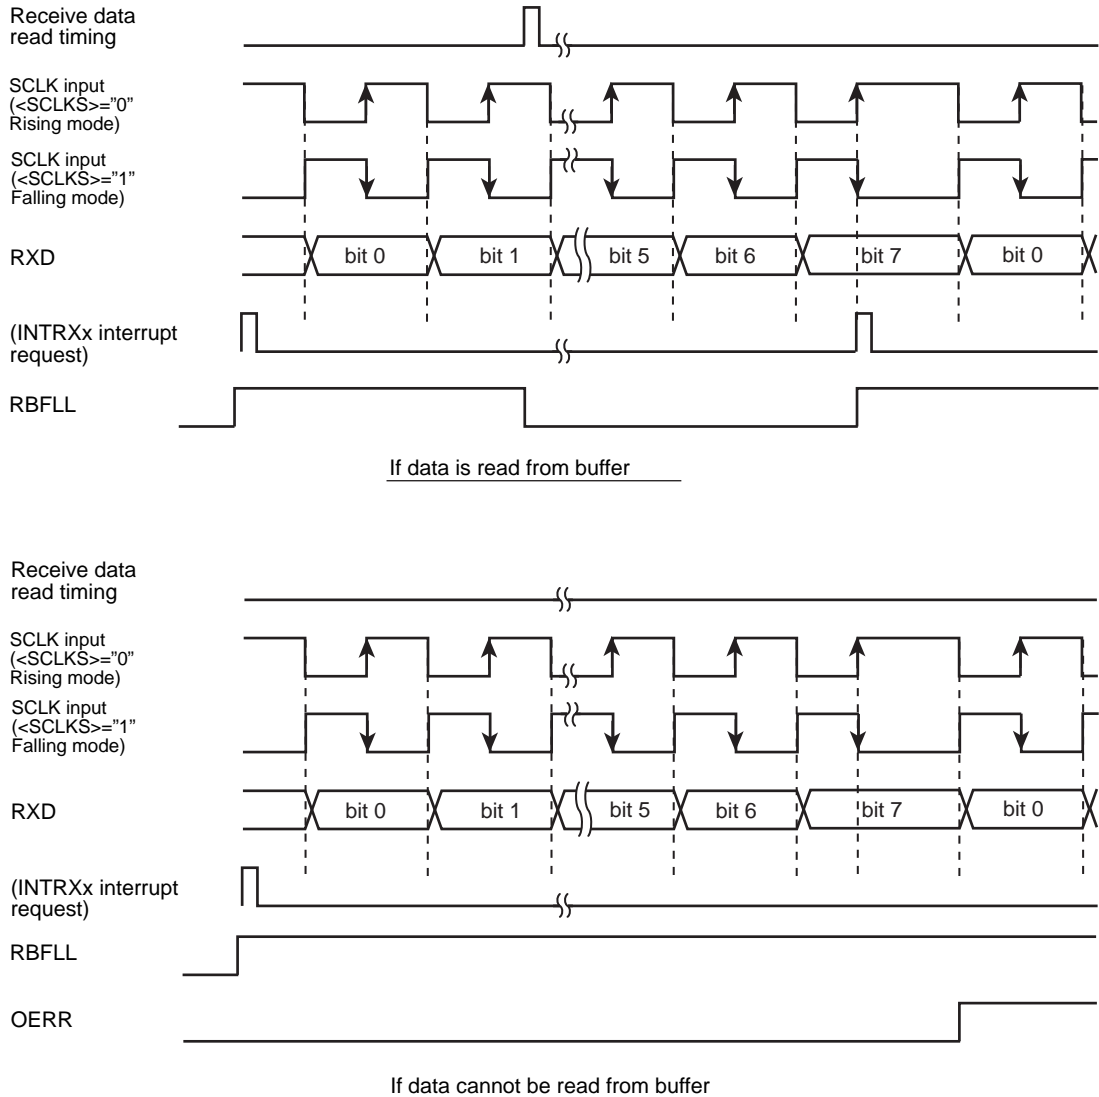 Receive data
read timing
SCLK input
(<SCLKS>=”0”
Rising mode)
SCLK input
(<SCLKS>=”1”
Falling mode)
RXD
bit 0
bit 1
bit 5
bit 6
bit 7
bit 0
(INTRXx interrupt
request)
RBFLL
If data is read from buffer
Receive data
read timing
SCLK input
(<SCLKS>=”0”
Rising mode)
SCLK input
(<SCLKS>=”1”
Falling mode)
RXD
bit 0
bit 1
bit 5
bit 6
bit 7
bit 0
(INTRXx interrupt
request)
RBFLL
OERR
If data cannot be read from buffer